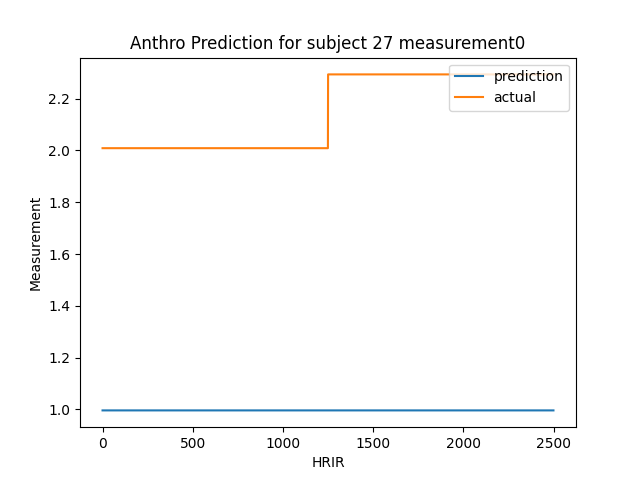 Anthro Prediction for subject 27 measurement0
prediction
actual
2.2
2.0
1.8
1.6
1.4
1.2
1.0
Measurement
0 500 1000 1500 2000 2500
HRIR